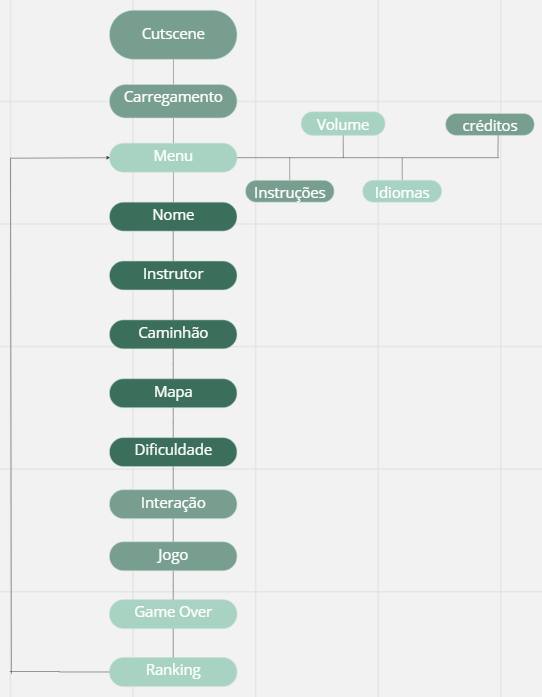 Cutscene
Carregamento
Volume
créditos
Menu
Instruções
Idiomas
Nome
Instrutor
Caminhão
Mapa
Dificuldade
Interação
Jogo
Game Over
Ranking